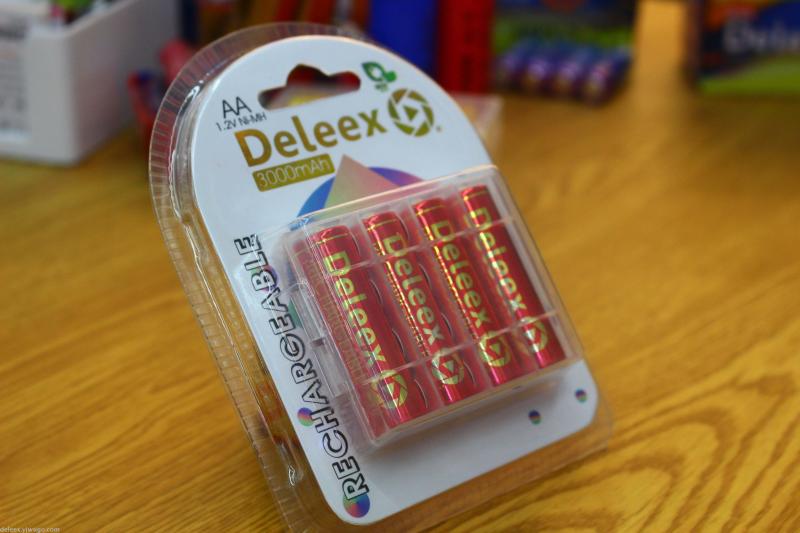 AA
1.2V Ni-MH
Deleex
3000mAh
RECHARGEABLE
Deleex
Deleex
Deleex
Deleex
deleex.yiwugo.com